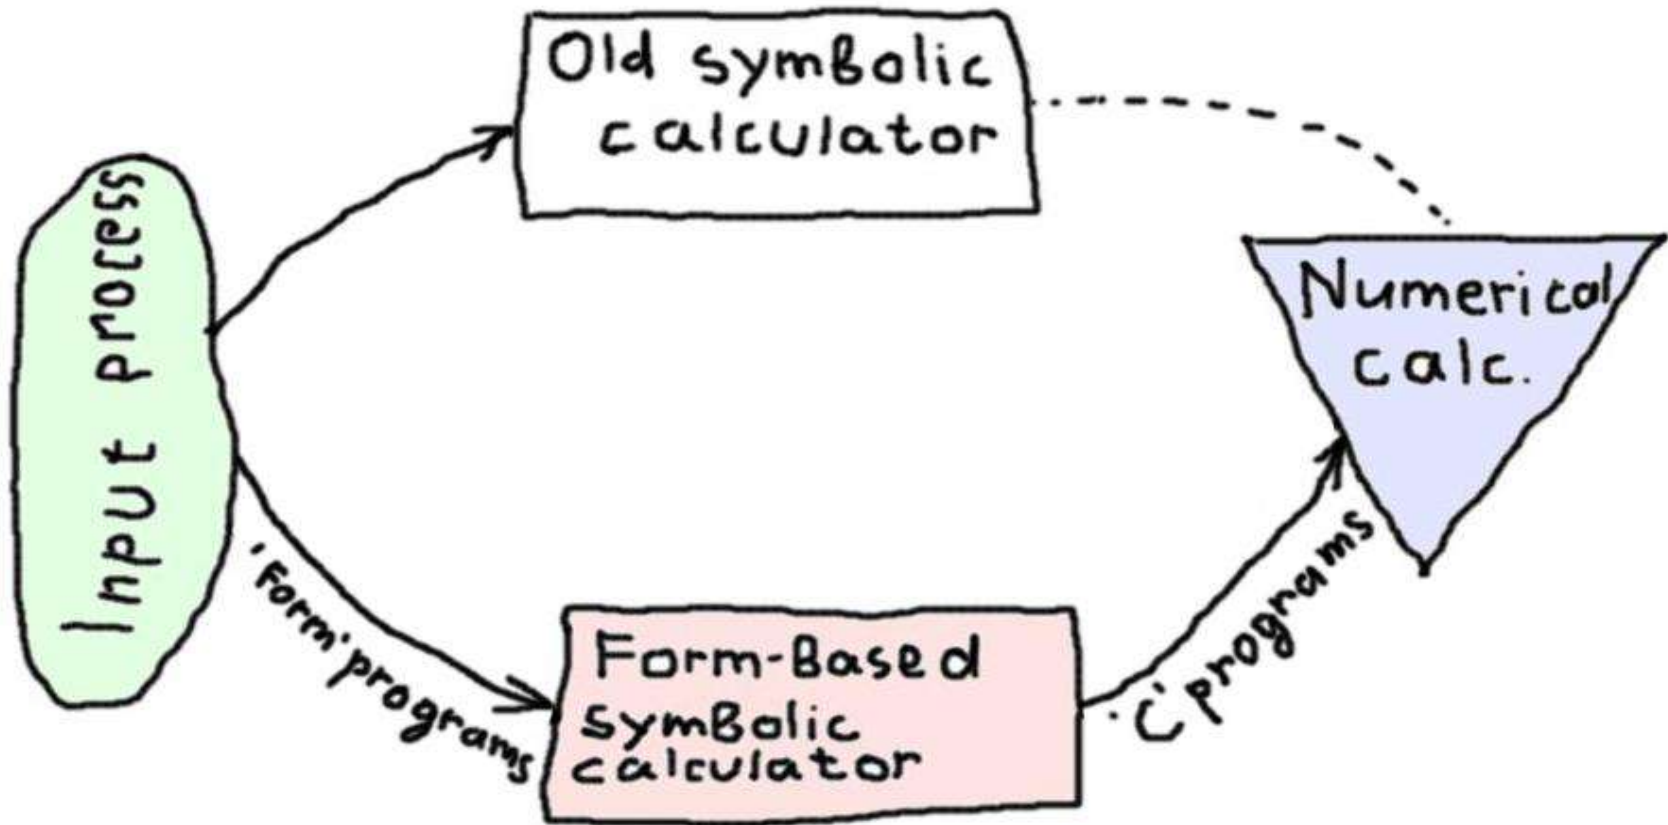 Old symBolic
calculator
Input process
Numerical
calc.
'Form' programs
'C' programs
Form-Based
symBolic
calculator